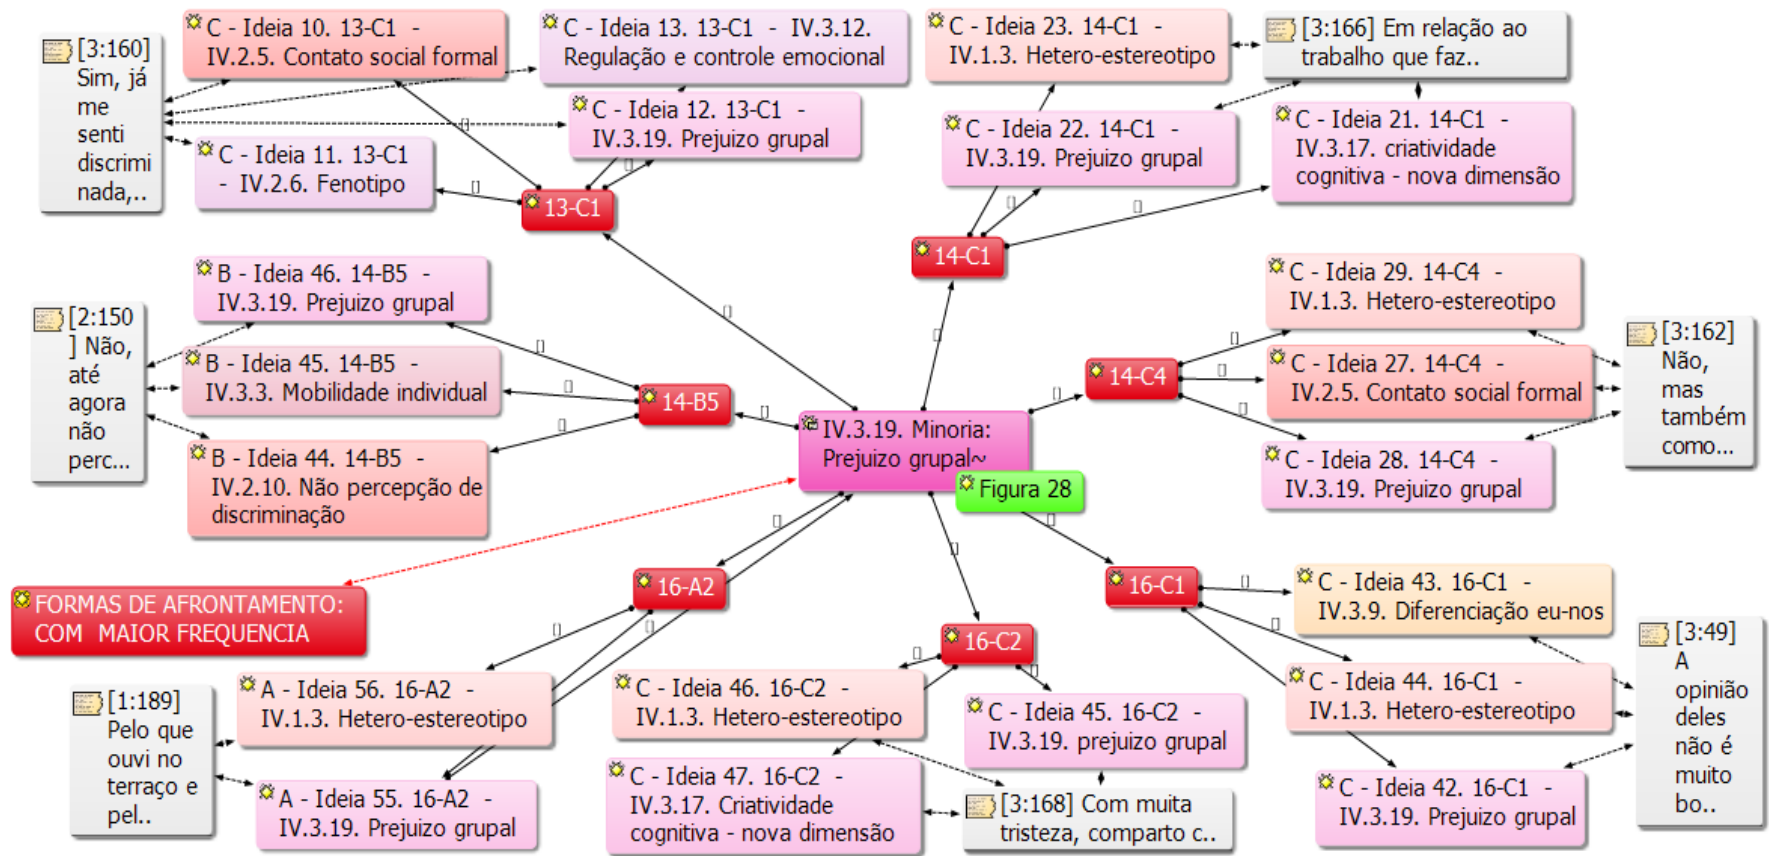 [3:160]
Sim, já
me
senti
discrimi
nada,..
C - Ideia 10. 13-C1 -
IV.2.5. Contato social formal
C - Ideia 13. 13-C1 - IV.3.12.
Regulação e controle emocional
C - Ideia 12. 13-C1 -
IV.3.19. Prejuizo grupal
C - Ideia 11. 13-C1
- IV.2.6. Fenotipo
13-C1
C - Ideia 23. 14-C1 -
IV.1.3. Hetero-estereotipo
[3:166] Em relação ao
trabalho que faz..
C - Ideia 22. 14-C1 -
IV.3.19. Prejuizo grupal
C - Ideia 21. 14-C1 -
IV.3.17. criatividade
cognitiva - nova dimensão
14-C1
B - Ideia 46. 14-B5 -
IV.3.19. Prejuizo grupal
[2:150
] Não,
até
agora
não
perc...
B - Ideia 45. 14-B5 -
IV.3.3. Mobilidade individual
B - Ideia 44. 14-B5 -
IV.2.10. Não percepção de
discriminação
14-B5
C - Ideia 29. 14-C4 -
IV.1.3. Hetero-estereotipo
C - Ideia 27. 14-C4 -
IV.2.5. Contato social formal
C - Ideia 28. 14-C4 -
IV.3.19. Prejuizo grupal
14-C4
[3:162]
Não,
mas
também
como...
IV.3.19. Minoria:
Prejuizo grupal~
Figura 28
FORMAS DE AFRONTAMENTO:
COM MAIOR FREQUENCIA
16-A2
[1:189]
Pelo que
ouvi no
terraço e
pel..
A - Ideia 56. 16-A2 -
IV.1.3. Hetero-estereotipo
A - Ideia 55. 16-A2 -
IV.3.19. Prejuizo grupal
16-C2
C - Ideia 46. 16-C2 -
IV.1.3. Hetero-estereotipo
C - Ideia 45. 16-C2 -
IV.3.19. prejuizo grupal
C - Ideia 47. 16-C2 -
IV.3.17. Criatividade
cognitiva - nova dimensão
[3:168] Com muita
tristeza, comparto c..
16-C1
C - Ideia 43. 16-C1 -
IV.3.9. Diferenciação eu-nos
C - Ideia 44. 16-C1 -
IV.1.3. Hetero-estereotipo
C - Ideia 42. 16-C1 -
IV.3.19. Prejuizo grupal
[3:49]
A
opinião
deles
não é
muito
bo..